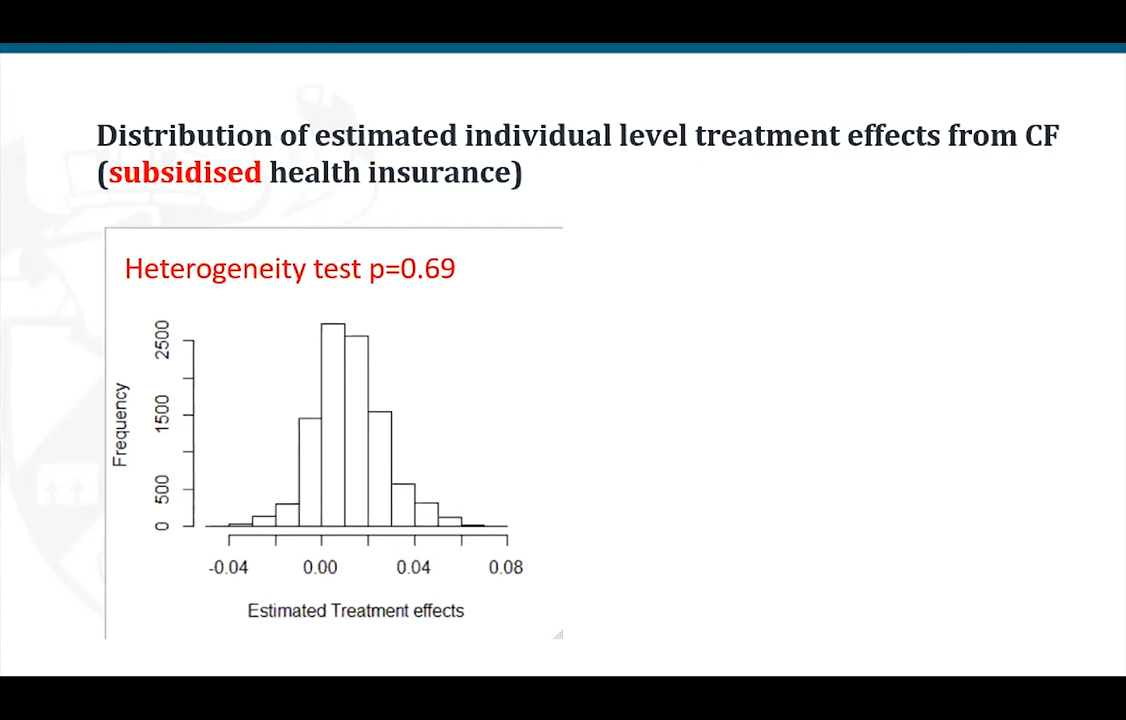 Distribution of estimated individual level treatment effects from CF
(subsidised health insurance)
Heterogeneity test p=0.69
Frequency
2500
1500
500
0
-0.04 0.00 0.04 0.08
Estimated Treatment effects